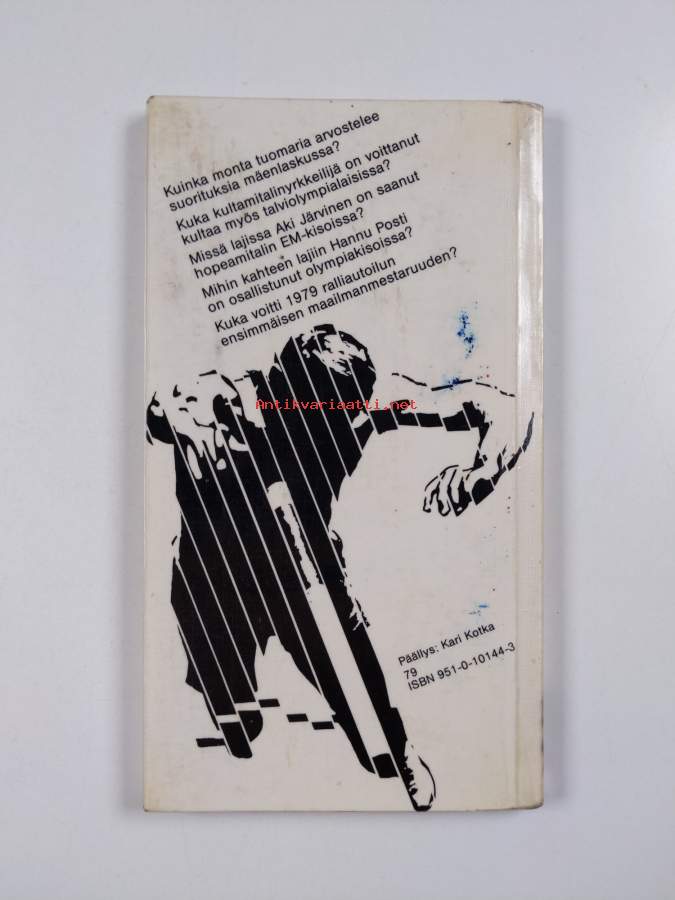 Kuinka monta tuomaria arvostelee
suorituksia mäenlaskussa?
Kuka kultamitalinyrkkeilijä on voittanut
kultaa myös talviolympialaisissa?
Missä lajissa Aki Järvinen on saanut
hopeamitalin EM-kisoissa?
Mihin kahteen lajiin Hannu Posti
on osallistunut olympiakisoissa?
Kuka voitti 1979 ralliautoilun
ensimmäisen maailmanmestaruuden?
Antikvariaatti.net
Päällys: Kari Kotka
79
ISBN 951-0-10144-3